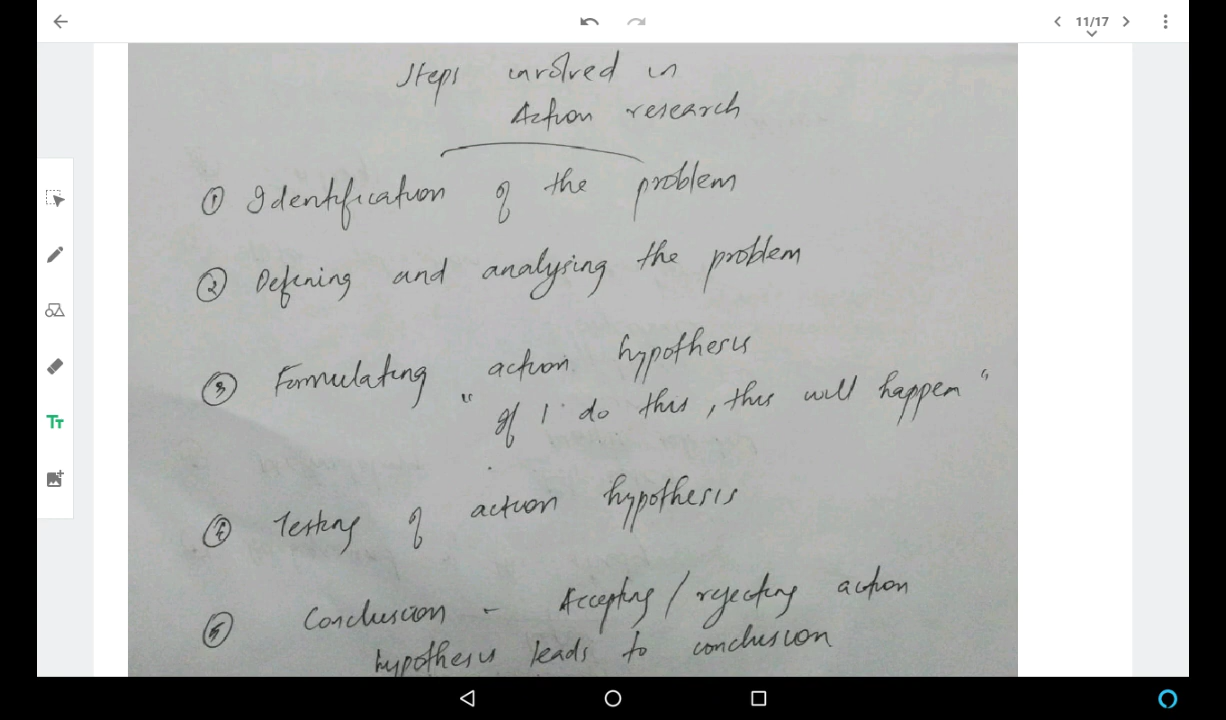 11/17
Steps involved in
Action research
① Identification of the problem
② Defining and analysing the problem
③ Formulating action hypothesis
"If I do this, this will happen"
④ Testing of action hypothesis
⑤ Conclusion - Accepting / rejecting action
hypothesis leads to conclusion
TT